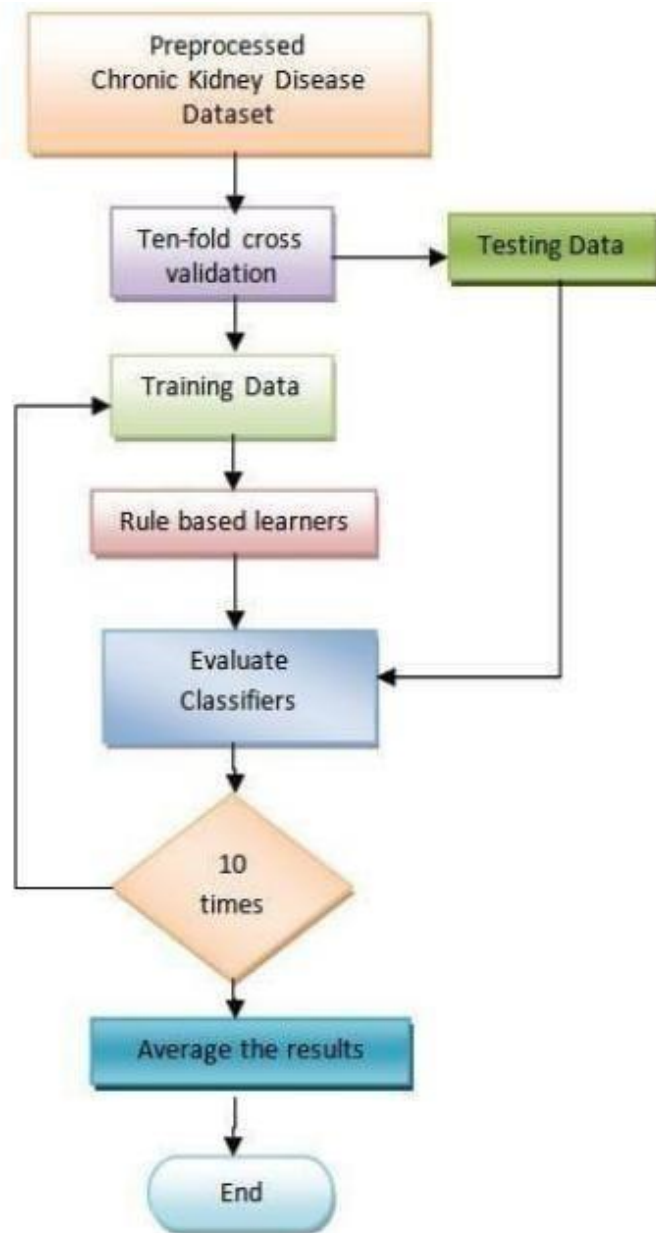 Preprocessed
Chronic Kidney Disease
Dataset
Ten-fold cross
validation
Testing Data
Training Data
Rule based learners
Evaluate
Classifiers
10
times
Average the results
End